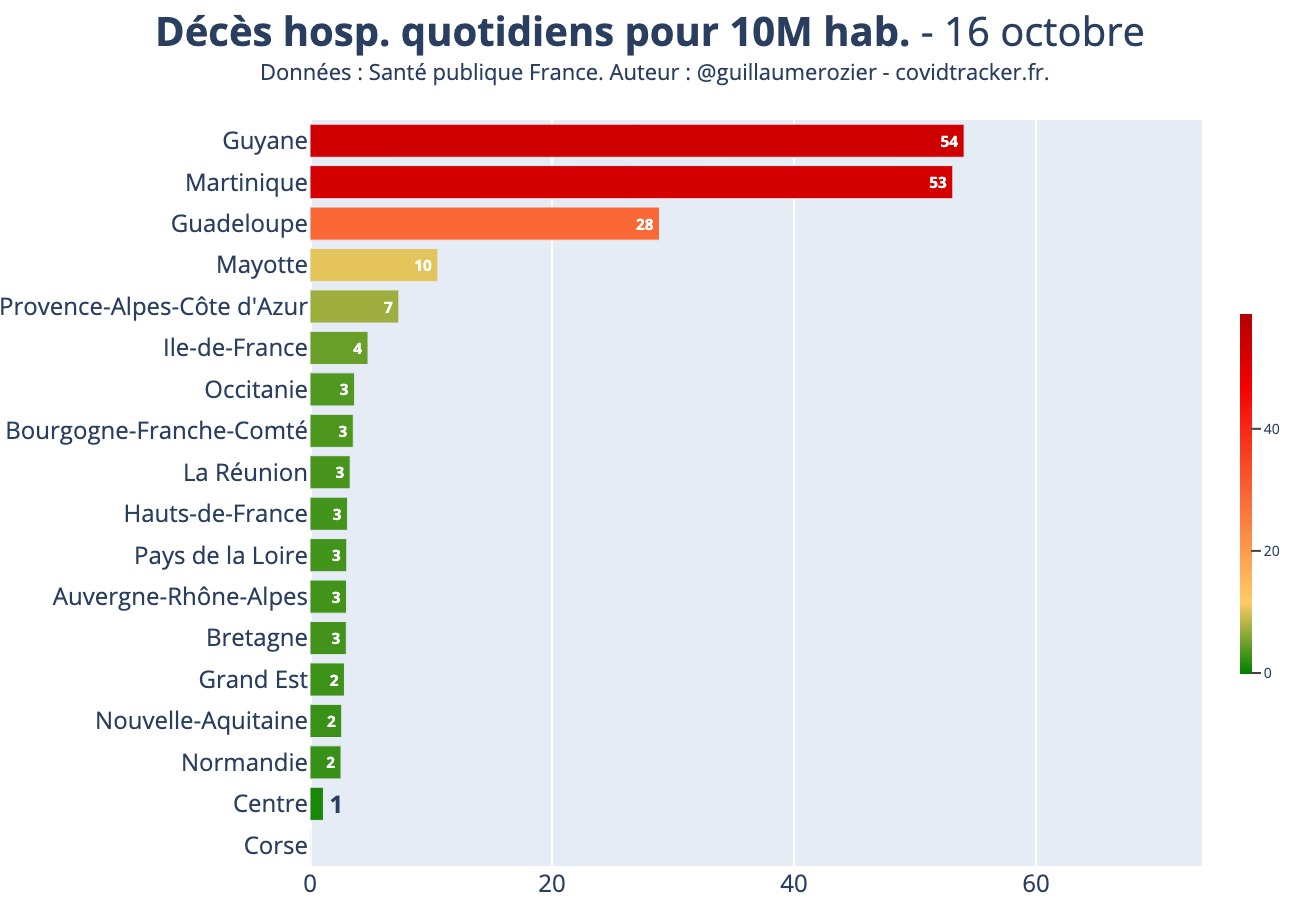 Décès hosp. quotidiens pour 10M hab. - 16 octobre
Données : Santé publique France. Auteur : @guillaumerozier - covidtracker.fr.
Guyane 54
Martinique 53
Guadeloupe 28
Mayotte 10
Provence-Alpes-Côte d'Azur 7
Ile-de-France 4
Occitanie 3
Bourgogne-Franche-Comté 3
La Réunion 3
Hauts-de-France 3
Pays de la Loire 3
Auvergne-Rhône-Alpes 3
Bretagne 3
Grand Est 2
Nouvelle-Aquitaine 2
Normandie 2
Centre 1
Corse
0 20 40 60
40
20
0